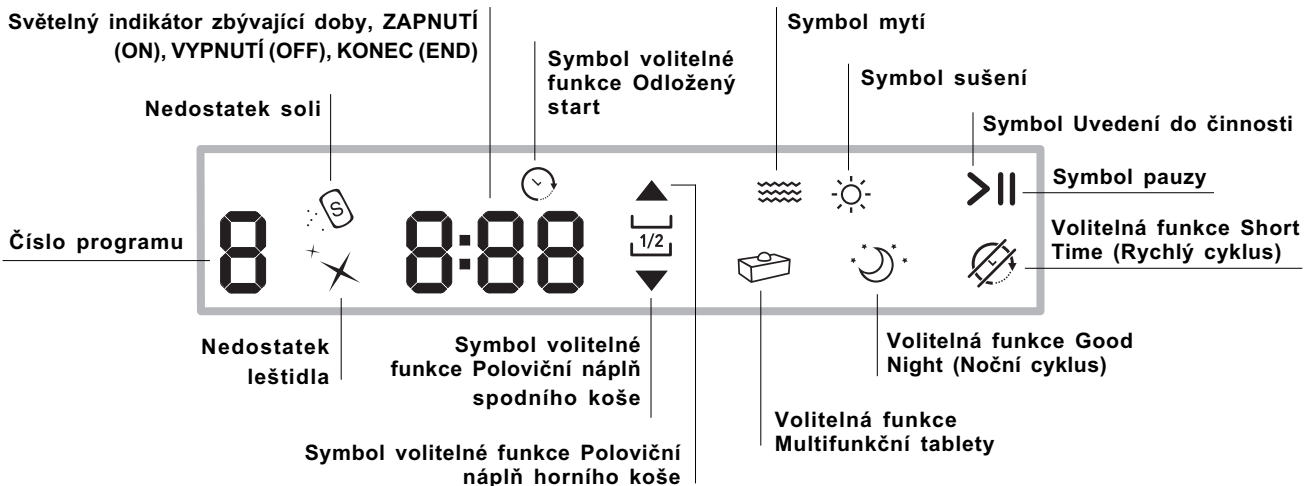 Světelný indikátor zbývající doby, ZAPNUTÍ
(ON), VYPNUTÍ (OFF), KONEC (END)
Symbol volitelné
funkce Odložený
start
Symbol mytí
Symbol sušení
Nedostatek soli
Symbol Uvedení do činnosti
Symbol pauzy
Číslo programu
8
S
8:88
1/2
Volitelná funkce Short
Time (Rychlý cyklus)
Nedostatek
leštidla
Symbol volitelné
funkce Poloviční náplň
spodního koše
Volitelná funkce Good
Night (Noční cyklus)
Volitelná funkce
Multifunkční tablety
Symbol volitelné funkce Poloviční
náplň horního koše